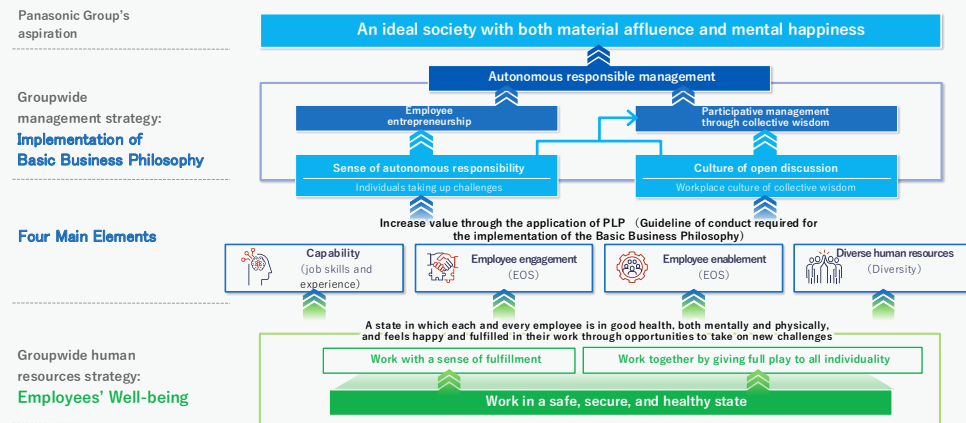 Panasonic Group's
aspiration
An ideal society with both material affluence and mental happiness
Autonomous responsible management
Groupwide
management strategy:
Implementation of
Basic Business Philosophy
Employee
entrepreneurship
Participative management
through collective wisdom
Sense of autonomous responsibility
Individuals taking up challenges
Culture of open discussion
Workplace culture of collective wisdom
Four Main Elements
Increase value through the application of PLP （Guideline of conduct required for
the implementation of the Basic Business Philosophy）
Capability
（job skills and
experience）
Employee engagement
（EOS）
Employee enablement
（EOS）
Diverse human resources
（Diversity）
A state in which each and every employee is in good health, both mentally and physically,
and feels happy and fulfilled in their work through opportunities to take on new challenges
Groupwide human
resources strategy:
Employees' Well-being
Work with a sense of fulfillment
Work together by giving full play to all individuality
Work in a safe, secure, and healthy state